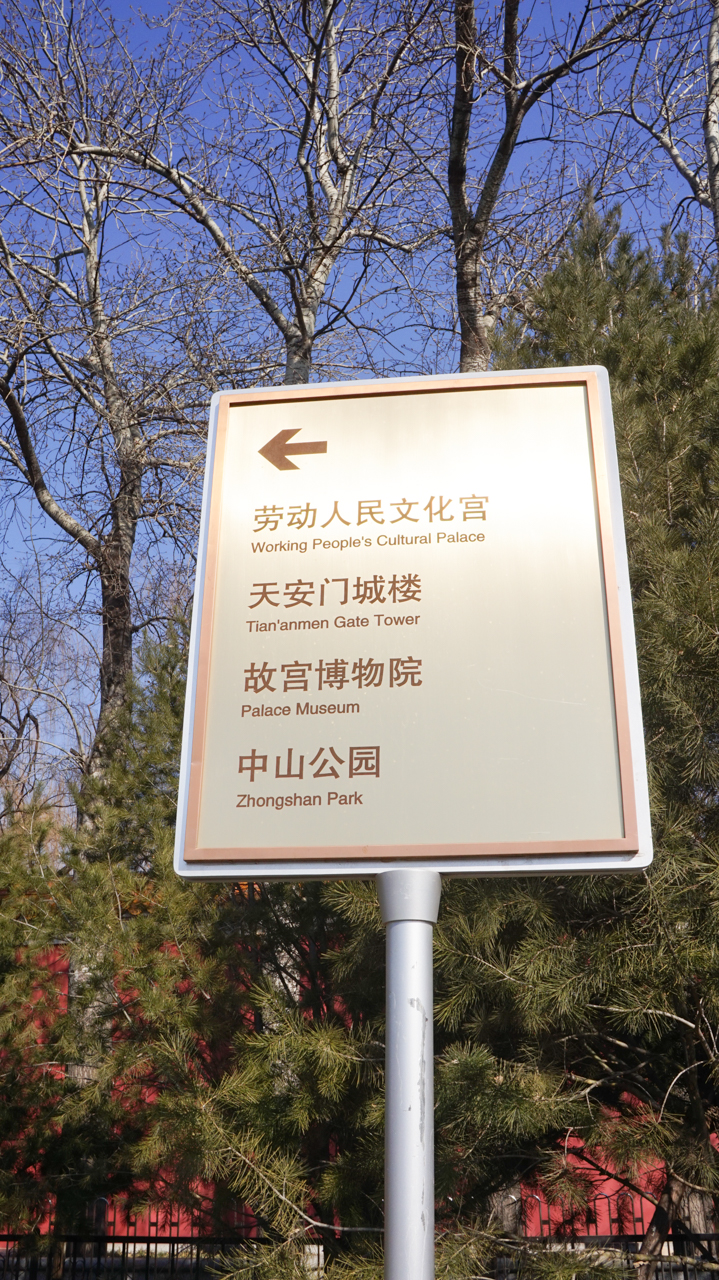 劳动人民文化宫
Working People's Cultural Palace
天安门城楼
Tian'anmen Gate Tower
故宫博物院
Palace Museum
中山公园
Zhongshan Park